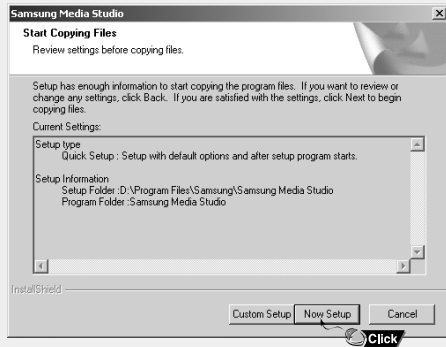 Samsung Media Studio
Start Copying Files
Review settings before copying files.
Setup has enough information to start copying the program files. If you want to review or
change any settings, click Back. If you are satisfied with the settings, click Next to begin
copying files.
Current Settings:
Setup type
Quick Setup : Setup with default options and after setup program starts.
Setup Information
Setup Folder :D:\Program Files\Samsung\Samsung Media Studio
Program Folder :Samsung Media Studio
InstallShield
Custom Setup Now Setup Cancel
Click